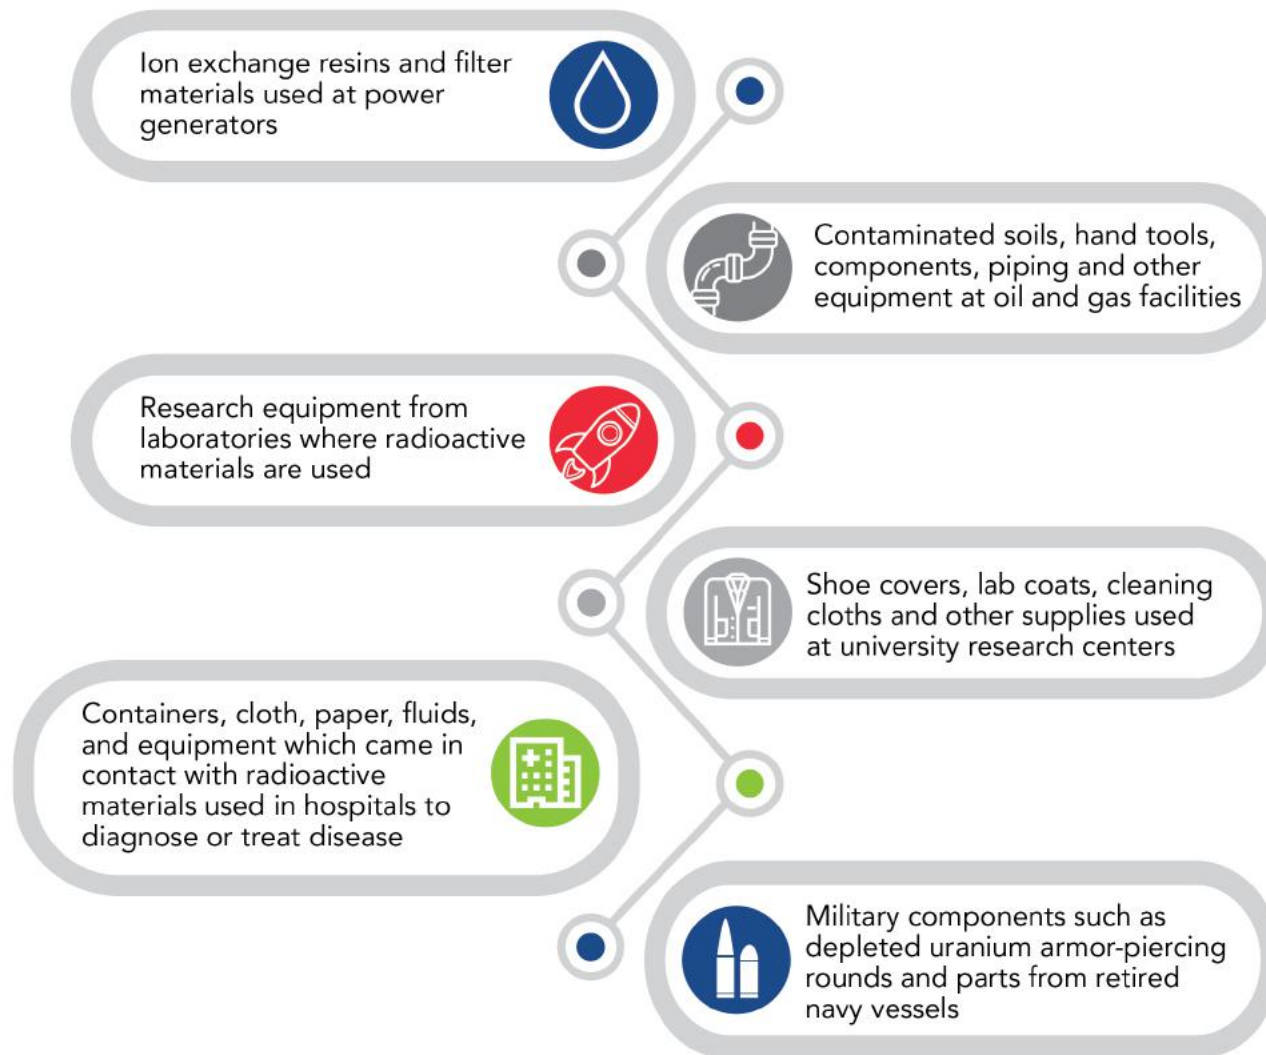 Ion exchange resins and filter
materials used at power
generators
Contaminated soils, hand tools,
components, piping and other
equipment at oil and gas facilities
Research equipment from
laboratories where radioactive
materials are used
Shoe covers, lab coats, cleaning
cloths and other supplies used
at university research centers
Containers, cloth, paper, fluids,
and equipment which came in
contact with radioactive
materials used in hospitals to
diagnose or treat disease
Military components such as
depleted uranium armor-piercing
rounds and parts from retired
navy vessels